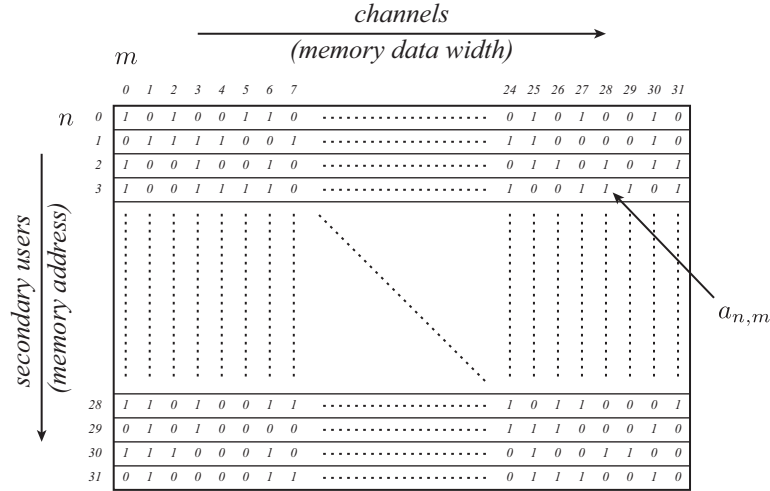 channels
(memory data width)
m
0 1 2 3 4 5 6 7 24 25 26 27 28 29 30 31
n 0 1 0 1 0 0 1 1 0 0 1 0 1 0 0 1 0
1 0 1 1 1 1 0 0 1 1 1 0 0 0 0 1 0
2 1 0 0 1 0 0 1 0 0 1 1 0 1 0 1 1
3 1 0 0 1 1 1 1 0 1 0 0 1 1 1 0 1
secondary users
(memory address)
a_{n,m}
28 1 1 0 1 0 0 1 1 1 0 1 1 0 0 0 1
29 0 1 0 1 0 0 1 0 1 1 1 0 0 0 1 0
30 1 1 1 0 0 0 0 0 0 1 0 0 1 1 0 0
31 0 1 0 0 0 0 1 1 0 1 1 1 0 0 1 0